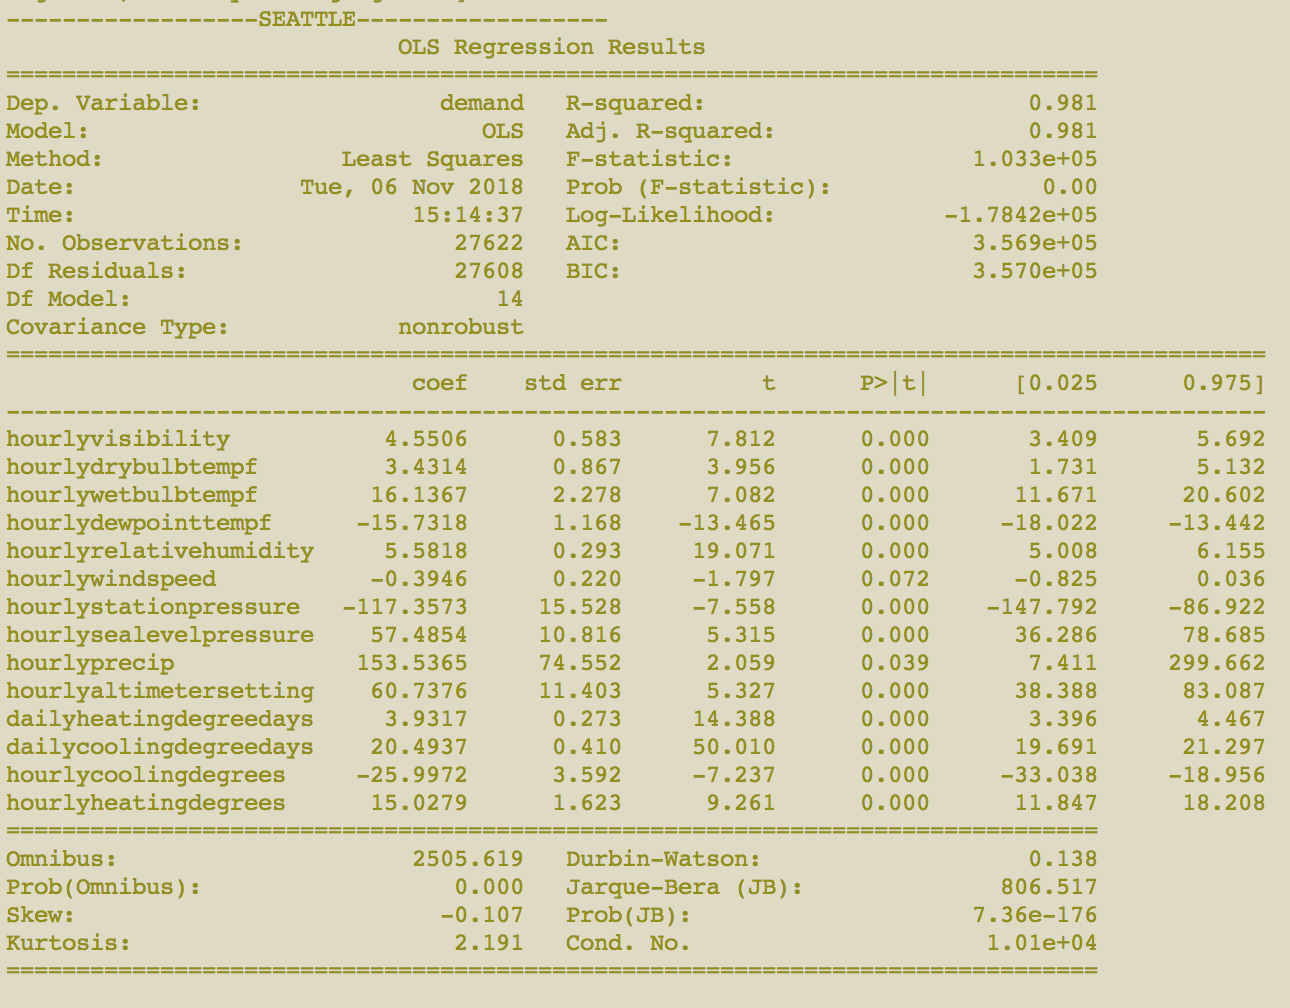 ------------------SEATTLE------------------
                            OLS Regression Results
==============================================================================
Dep. Variable:                 demand   R-squared:                       0.981
Model:                            OLS   Adj. R-squared:                  0.981
Method:                 Least Squares   F-statistic:                 1.033e+05
Date:                Tue, 06 Nov 2018   Prob (F-statistic):               0.00
Time:                        15:14:37   Log-Likelihood:            -1.7842e+05
No. Observations:               27622   AIC:                         3.569e+05
Df Residuals:                   27608   BIC:                         3.570e+05
Df Model:                          14
Covariance Type:            nonrobust
==========================================================================================
                             coef    std err          t      P>|t|      [0.025      0.975]
------------------------------------------------------------------------------------------
hourlyvisibility           4.5506      0.583      7.812      0.000       3.409       5.692
hourlydrybulbtempf         3.4314      0.867      3.956      0.000       1.731       5.132
hourlywetbulbtempf        16.1367      2.278      7.082      0.000      11.671      20.602
hourlydewpointtempf      -15.7318      1.168    -13.465      0.000     -18.022     -13.442
hourlyrelativehumidity     5.5818      0.293     19.071      0.000       5.008       6.155
hourlywindspeed           -0.3946      0.220     -1.797      0.072      -0.825       0.036
hourlystationpressure   -117.3573     15.528     -7.558      0.000    -147.792     -86.922
hourlysealevelpressure    57.4854     10.816      5.315      0.000      36.286      78.685
hourlyprecip             153.5365     74.552      2.059      0.039       7.411     299.662
hourlyaltimetersetting    60.7376     11.403      5.327      0.000      38.388      83.087
dailyheatingdegreedays     3.9317      0.273     14.388      0.000       3.396       4.467
dailycoolingdegreedays    20.4937      0.410     50.010      0.000      19.691      21.297
hourlycoolingdegrees     -25.9972      3.592     -7.237      0.000     -33.038     -18.956
hourlyheatingdegrees      15.0279      1.623      9.261      0.000      11.847      18.208
==============================================================================
Omnibus:                     2505.619   Durbin-Watson:                   0.138
Prob(Omnibus):                  0.000   Jarque-Bera (JB):              806.517
Skew:                          -0.107   Prob(JB):                    7.36e-176
Kurtosis:                       2.191   Cond. No.                     1.01e+04
==============================================================================